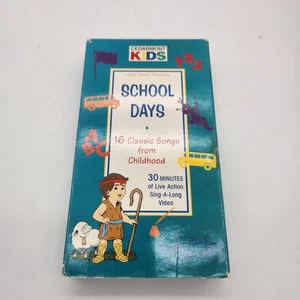 CEDARMONT
KIDS
SCHOOL
DAYS
16 Classic Songs
from
Childhood
30 MINUTES
of Live Action
Sing-A-Long
Video
A
B
C